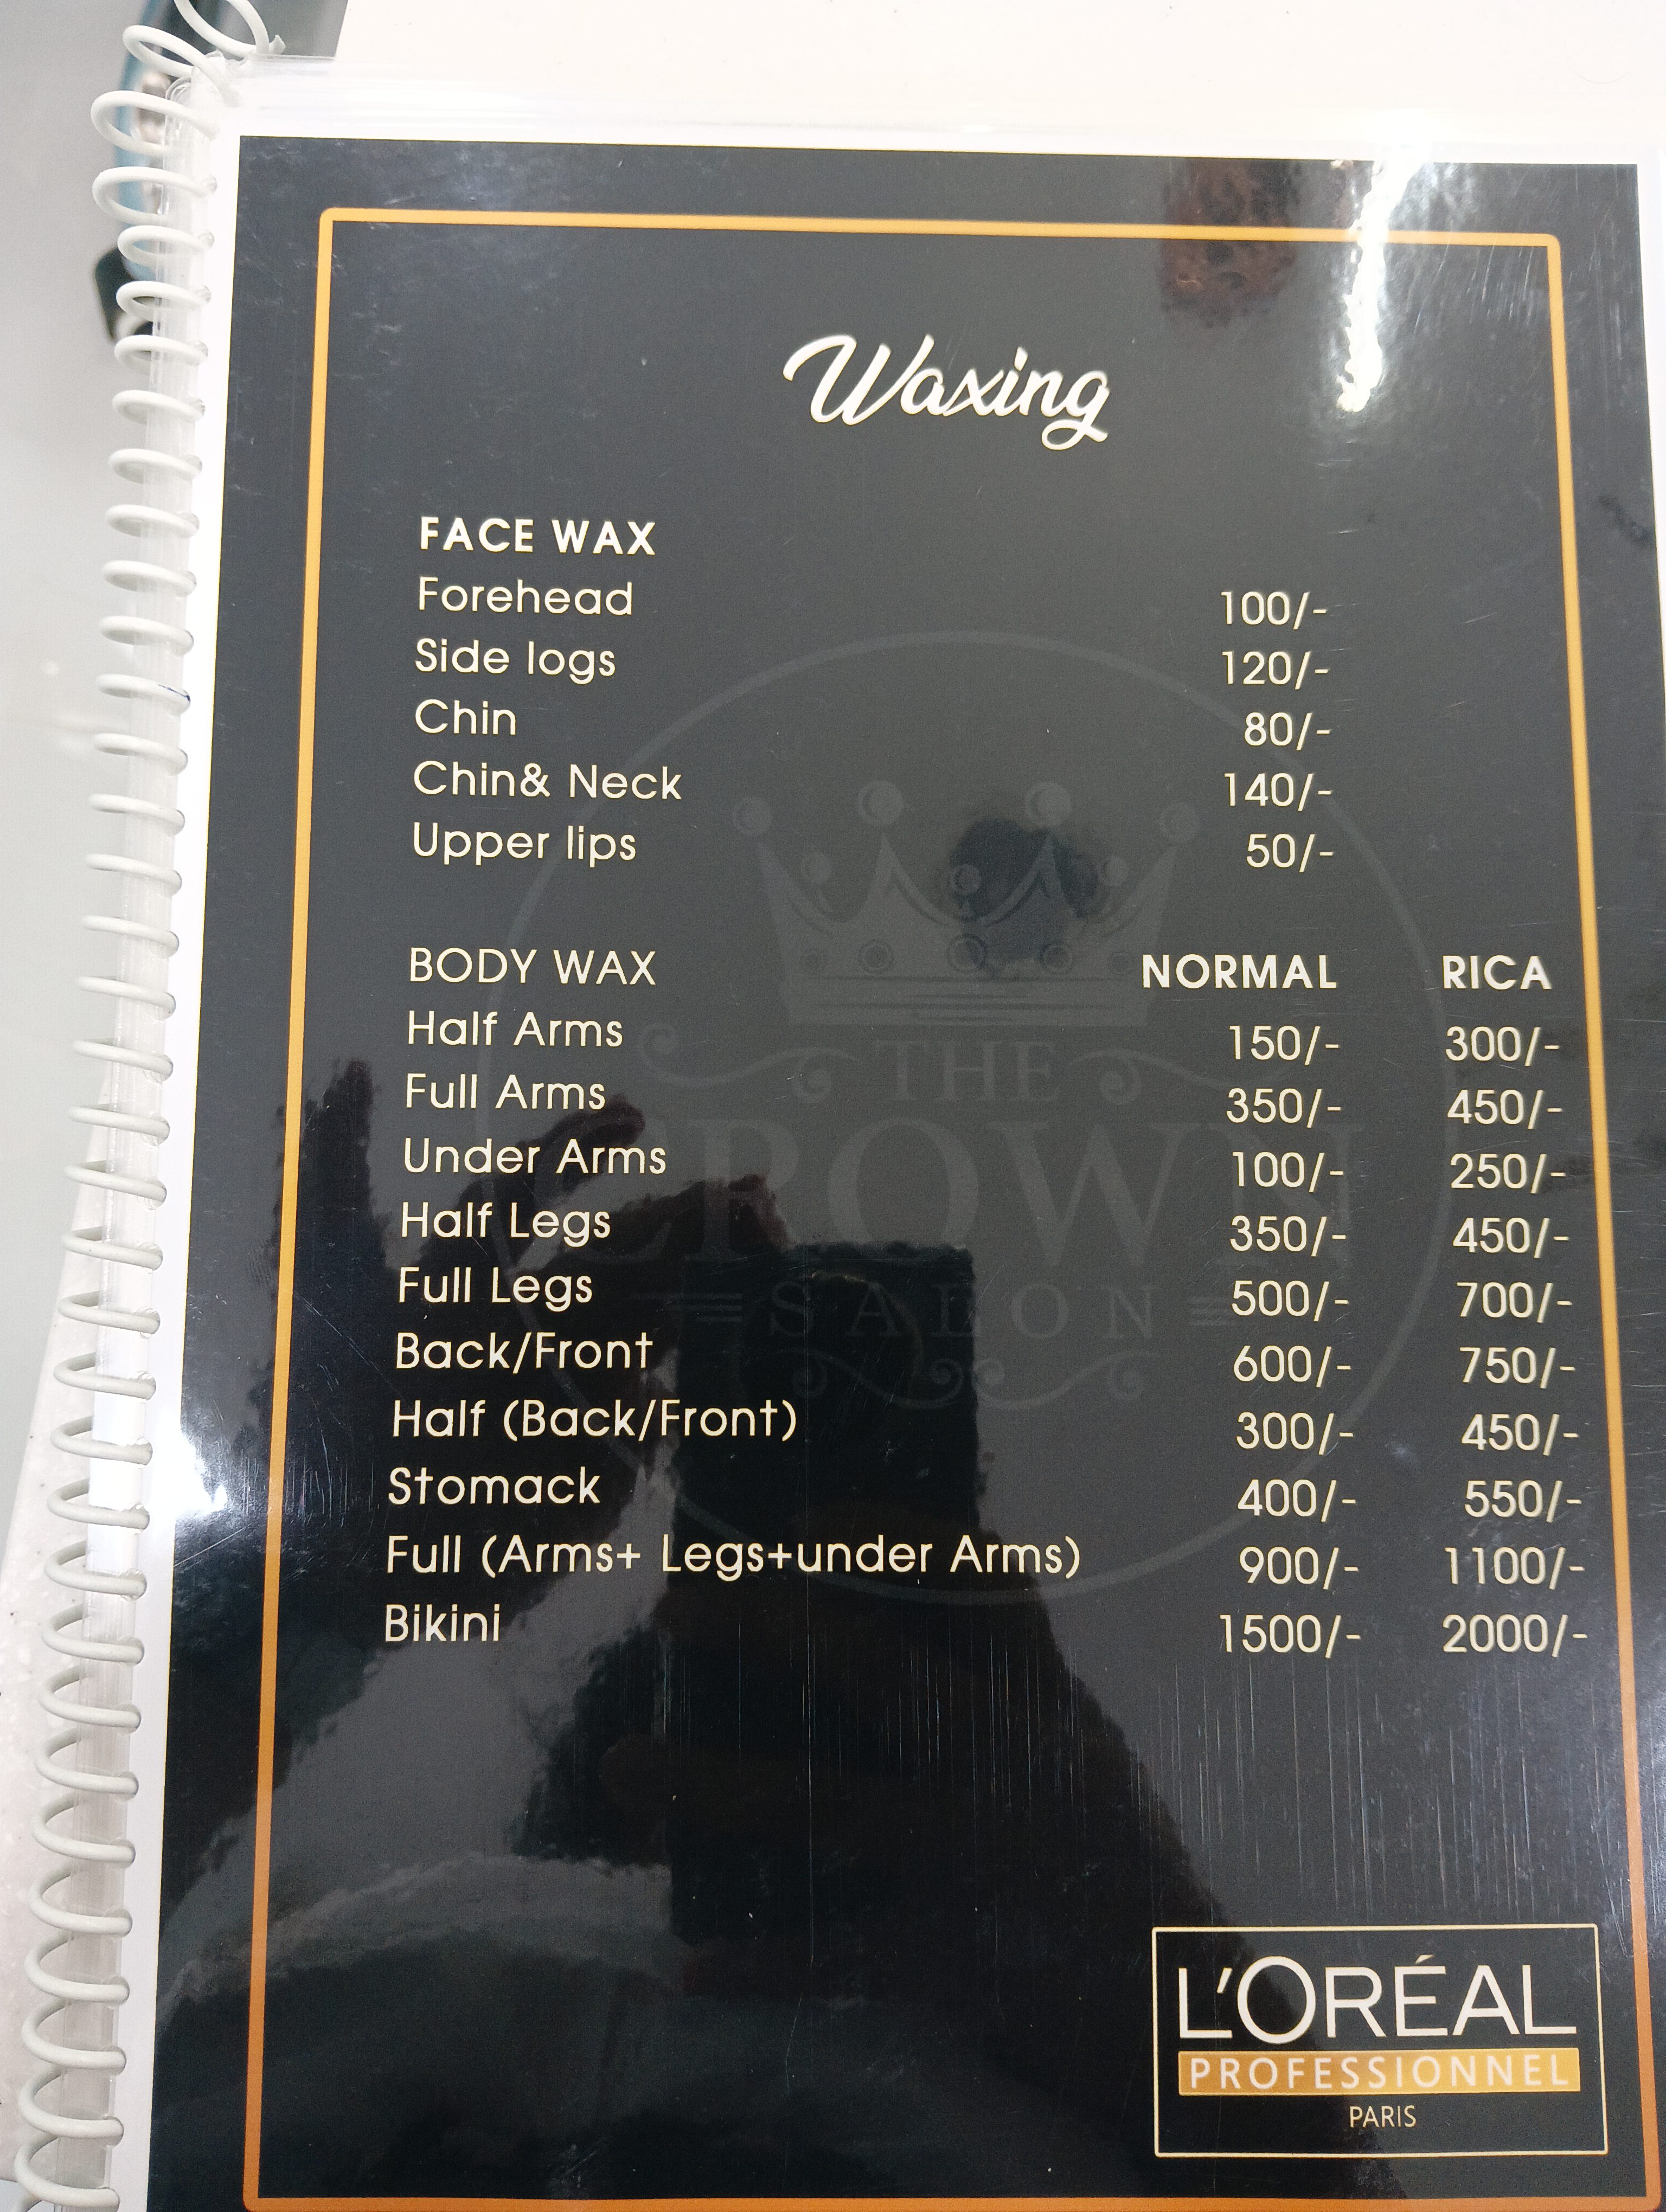 Waxing
FACE WAX
Forehead 100/-
Side logs 120/-
Chin 80/-
Chin& Neck 140/-
Upper lips 50/-
BODY WAX NORMAL RICA
Half Arms 150/- 300/-
Full Arms 350/- 450/-
Under Arms 100/- 250/-
Half Legs 350/- 450/-
Full Legs 500/- 700/-
Back/Front 600/- 750/-
Half (Back/Front) 300/- 450/-
Stomack 400/- 550/-
Full (Arms+ Legs+under Arms) 900/- 1100/-
Bikini 1500/- 2000/-
THE
CROWN
SALON
L'ORÉAL
PROFESSIONNEL
PARIS